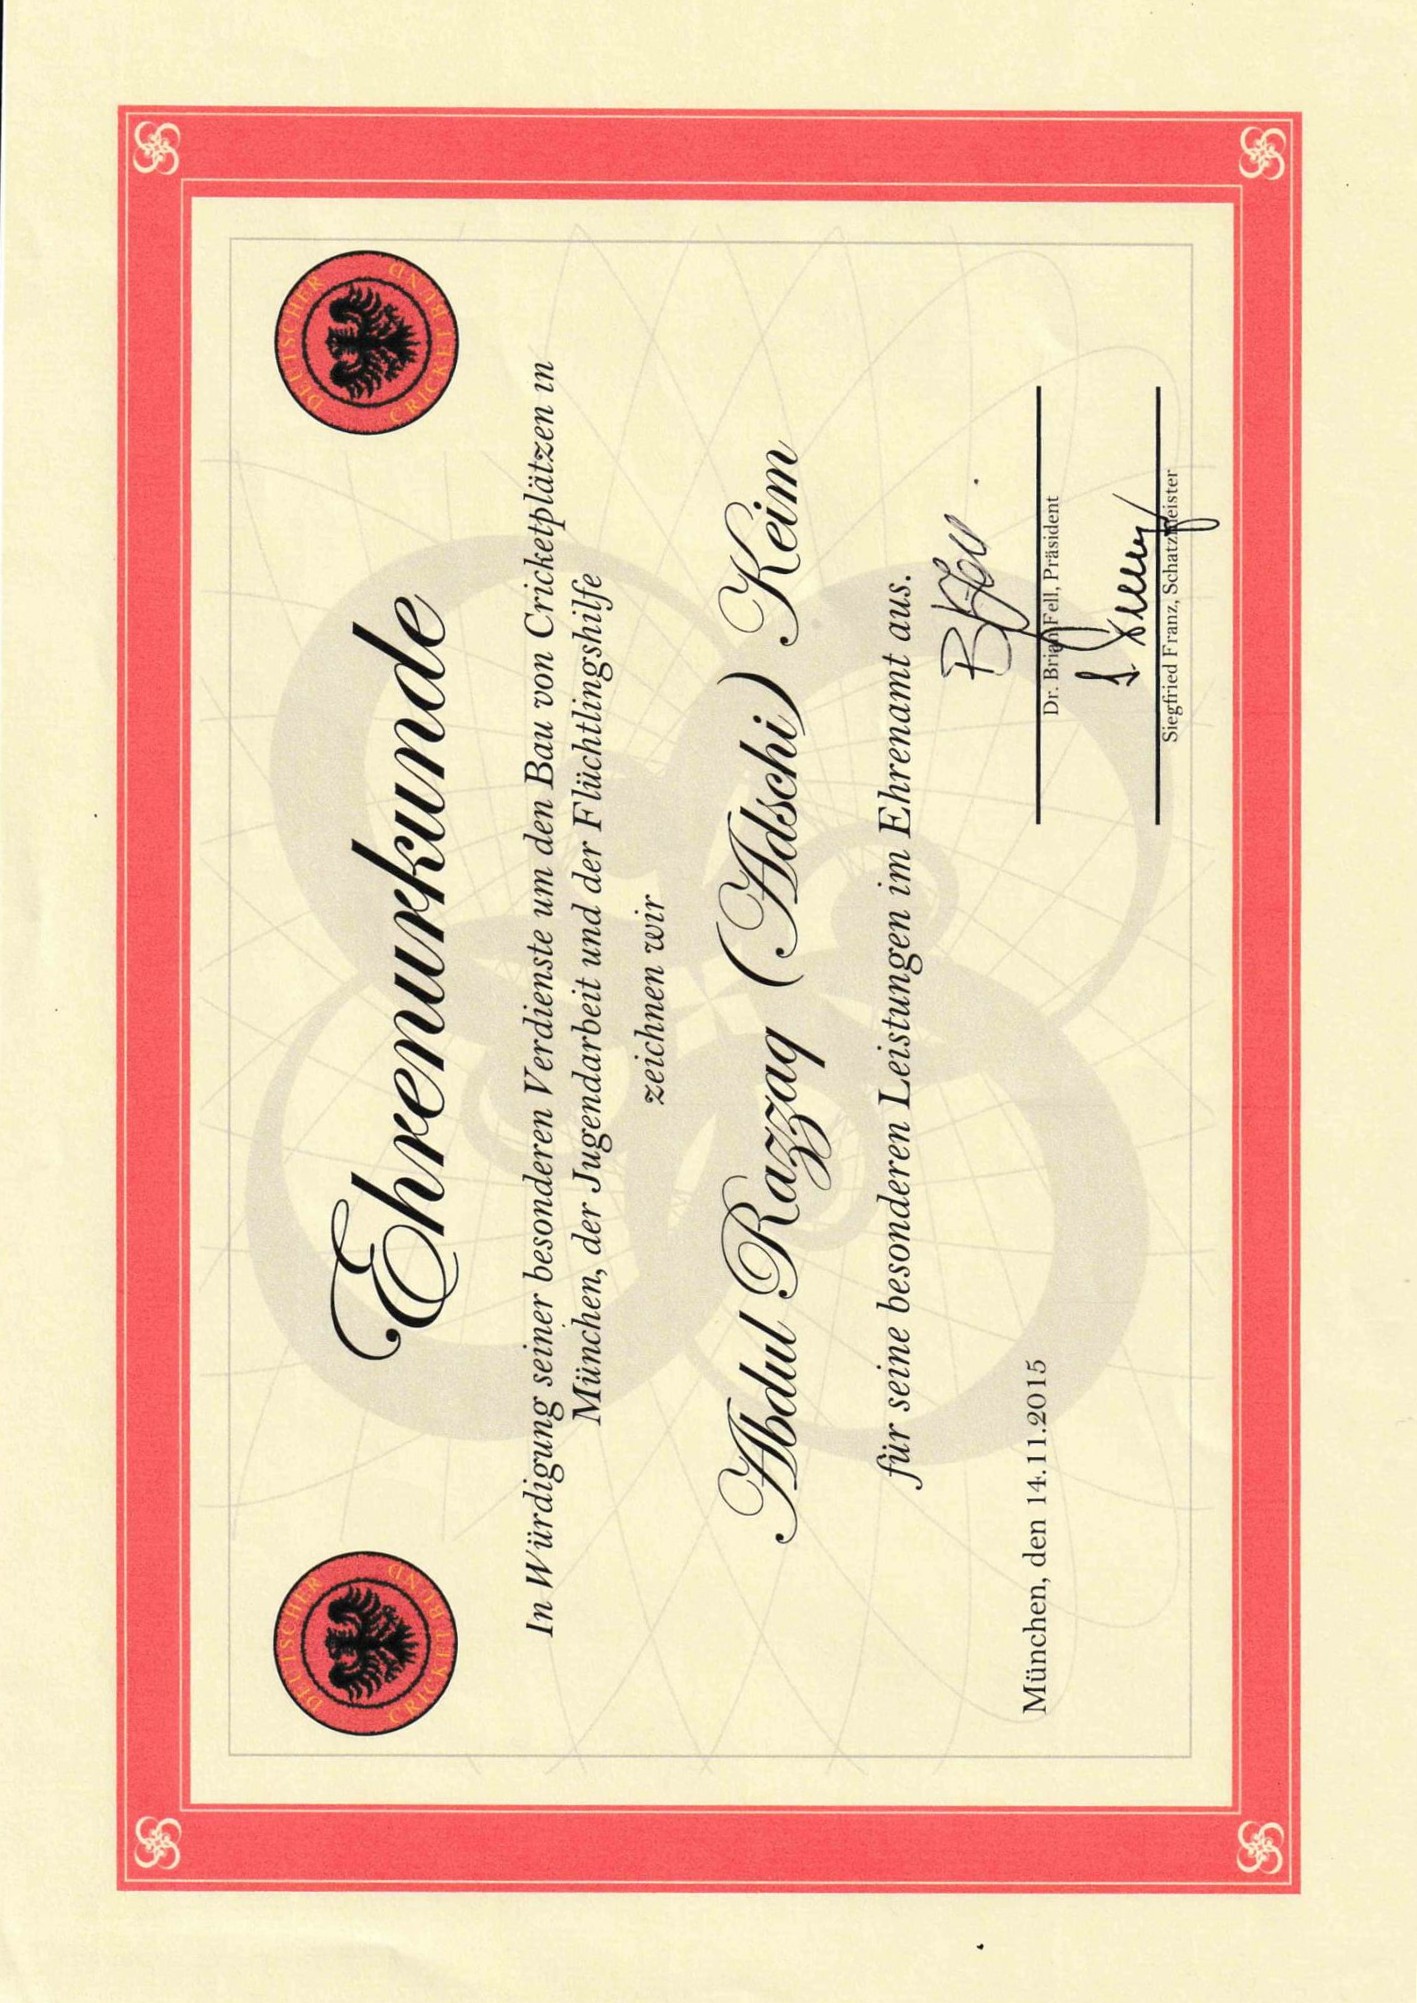 DEUTSCHER
CRICKET BUND
DEUTSCHER
CRICKET BUND
Ehrenurkunde
In Würdigung seiner besonderen Verdienste um den Bau von Cricketplätzen in
München, der Jugendarbeit und der Flüchtlingshilfe
zeichnen wir
Abdul Razzaq (Adschi) Keim
für seine besonderen Leistungen im Ehrenamt aus.
München, den 14.11.2015
Dr. Brian Fell, Präsident
Siegfried Franz, Schatzmeister